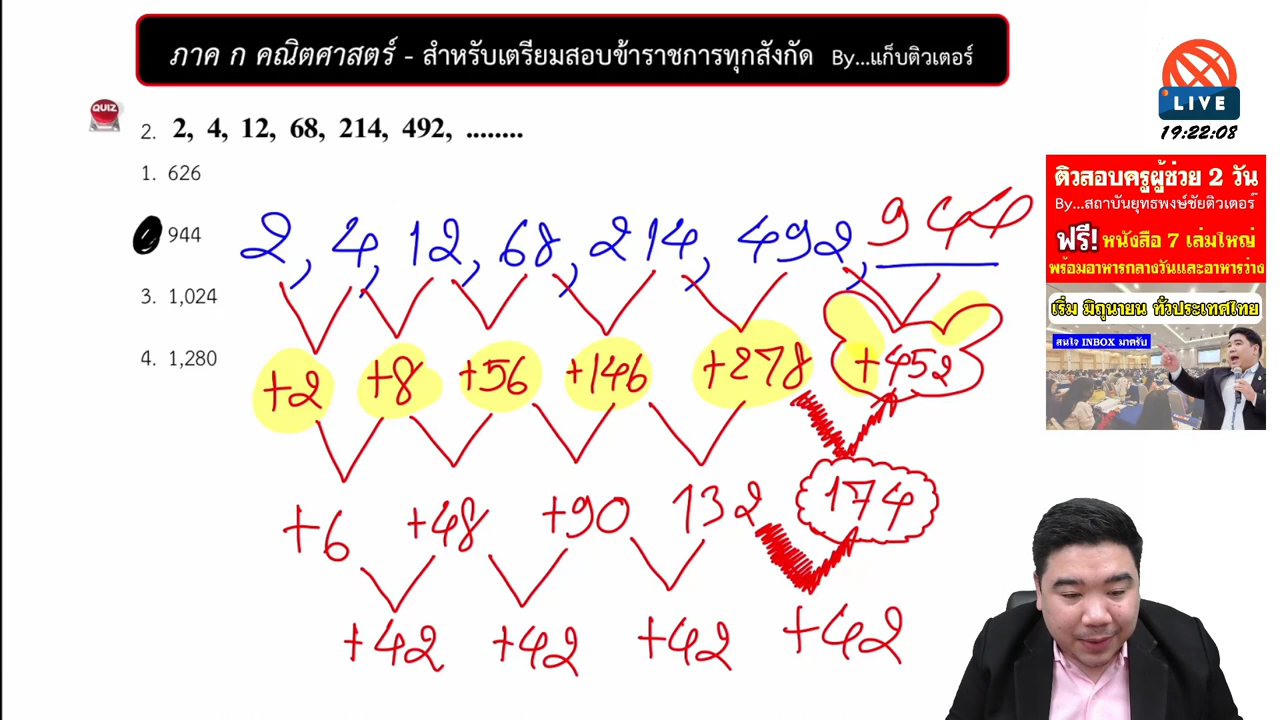 ภาค ก คณิตศาสตร์ - สำหรับเตรียมสอบข้าราชการทุกสังกัด By...แก็บติวเตอร์
LIVE
19:22:08
QUIZ
2. 2, 4, 12, 68, 214, 492, ........
1. 626
944
3. 1,024
4. 1,280
2, 4, 12, 68, 214, 492, 944
+2 +8 +56 +146 +278 +452
+6 +48 +90 132 174
+42 +42 +42 +42
ติวสอบครูผู้ช่วย 2 วัน
By...สถาบันยุทธพงษ์ชัยติวเตอร์
ฟรี! หนังสือ 7 เล่มใหญ่
พร้อมอาหารกลางวันและอาหารว่าง
เริ่ม มิถุนายน ทั่วประเทศไทย
สนใจ INBOX มาครับ